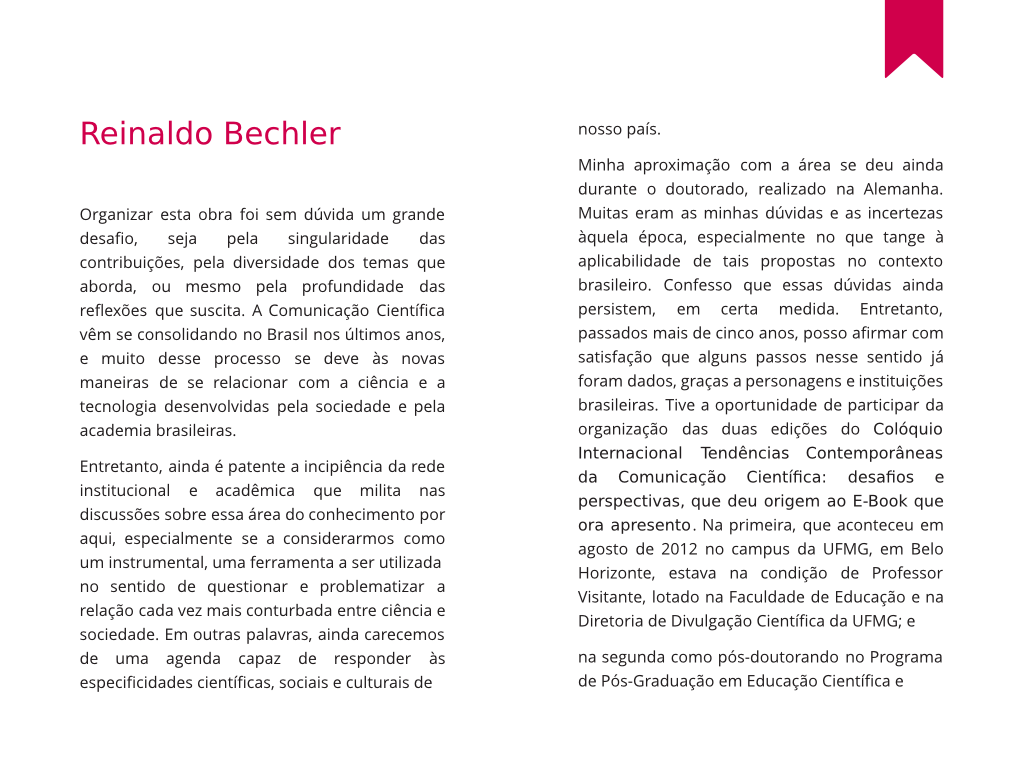 Reinaldo Bechler
Organizar esta obra foi sem dúvida um grande
desafio, seja pela singularidade das
contribuições, pela diversidade dos temas que
aborda, ou mesmo pela profundidade das
reflexões que suscita. A Comunicação Científica
vêm se consolidando no Brasil nos últimos anos,
e muito desse processo se deve às novas
maneiras de se relacionar com a ciência e a
tecnologia desenvolvidas pela sociedade e pela
academia brasileiras.
Entretanto, ainda é patente a incipiência da rede
institucional e acadêmica que milita nas
discussões sobre essa área do conhecimento por
aqui, especialmente se a considerarmos como
um instrumental, uma ferramenta a ser utilizada
no sentido de questionar e problematizar a
relação cada vez mais conturbada entre ciência e
sociedade. Em outras palavras, ainda carecemos
de uma agenda capaz de responder às
especificidades científicas, sociais e culturais de
nosso país.
Minha aproximação com a área se deu ainda
durante o doutorado, realizado na Alemanha.
Muitas eram as minhas dúvidas e as incertezas
àquela época, especialmente no que tange à
aplicabilidade de tais propostas no contexto
brasileiro. Confesso que essas dúvidas ainda
persistem, em certa medida. Entretanto,
passados mais de cinco anos, posso afirmar com
satisfação que alguns passos nesse sentido já
foram dados, graças a personagens e instituições
brasileiras. Tive a oportunidade de participar da
organização das duas edições do Colóquio
Internacional Tendências Contemporâneas
da Comunicação Científica: desafios e
perspectivas, que deu origem ao E-Book que
ora apresento. Na primeira, que aconteceu em
agosto de 2012 no campus da UFMG, em Belo
Horizonte, estava na condição de Professor
Visitante, lotado na Faculdade de Educação e na
Diretoria de Divulgação Científica da UFMG; e
na segunda como pós-doutorando no Programa
de Pós-Graduação em Educação Científica e